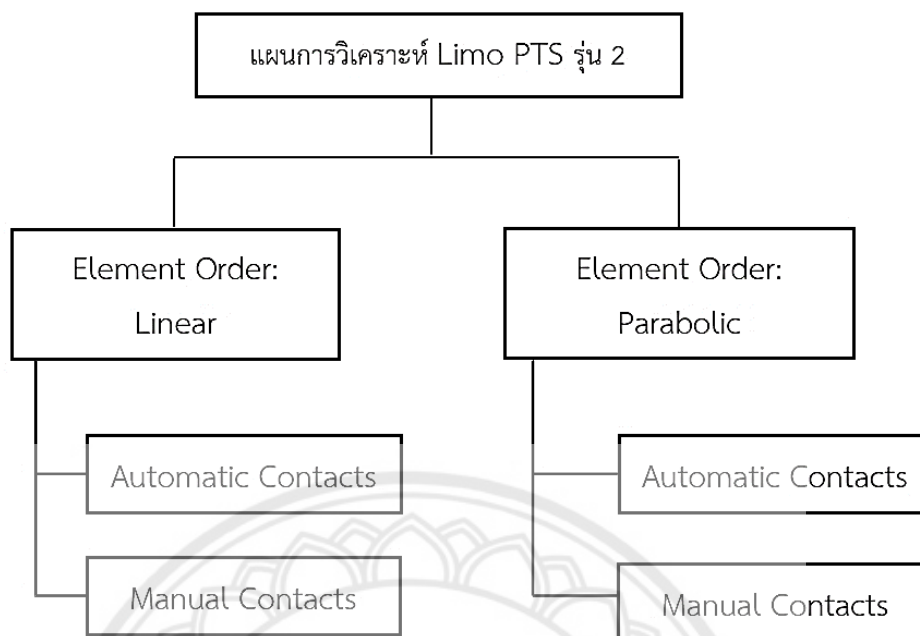 แผนการวิเคราะห์ Limo PTS รุ่น 2
Element Order:
Linear
Automatic Contacts
Manual Contacts
Element Order:
Parabolic
Automatic Contacts
Manual Contacts